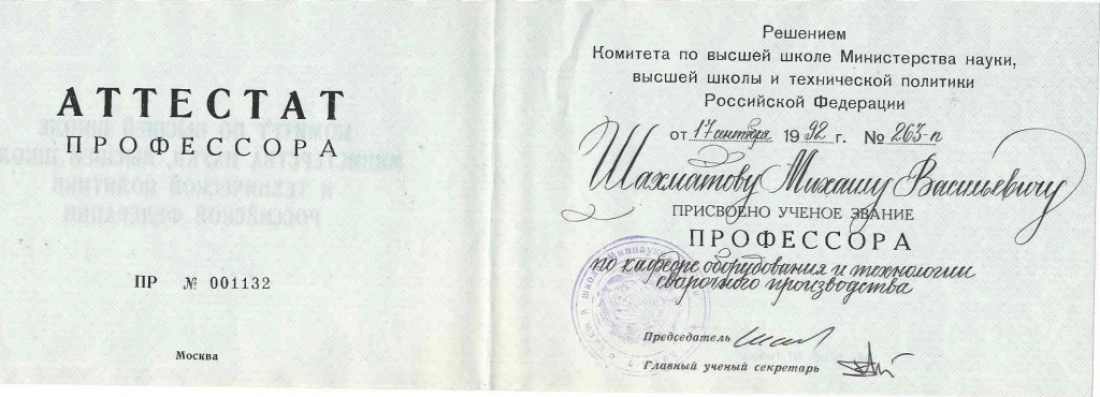 АТТЕСТАТ
ПРОФЕССОРА
ПР № 001132
Москва
Решением
Комитета по высшей школе Министерства науки,
высшей школы и технической политики
Российской Федерации
от 17 сентября 1992 г. № 263-п
Шахматову Михаилу Васильевичу
ПРИСВОЕНО УЧЕНОЕ ЗВАНИЕ
ПРОФЕССОРА
по кафедре оборудования и технологии
сварочного производства
Председатель
Главный ученый секретарь